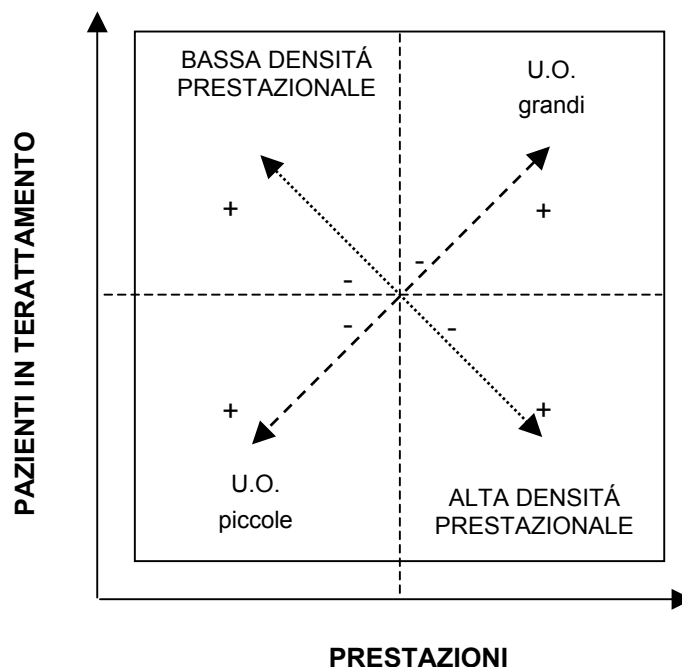 BASSA DENSITÁ
PRESTAZIONALE
U.O.
grandi
PAZIENTI IN TERATTAMENTO
+
+
-
-
-
-
+
+
U.O.
piccole
ALTA DENSITÁ
PRESTAZIONALE
PRESTAZIONI